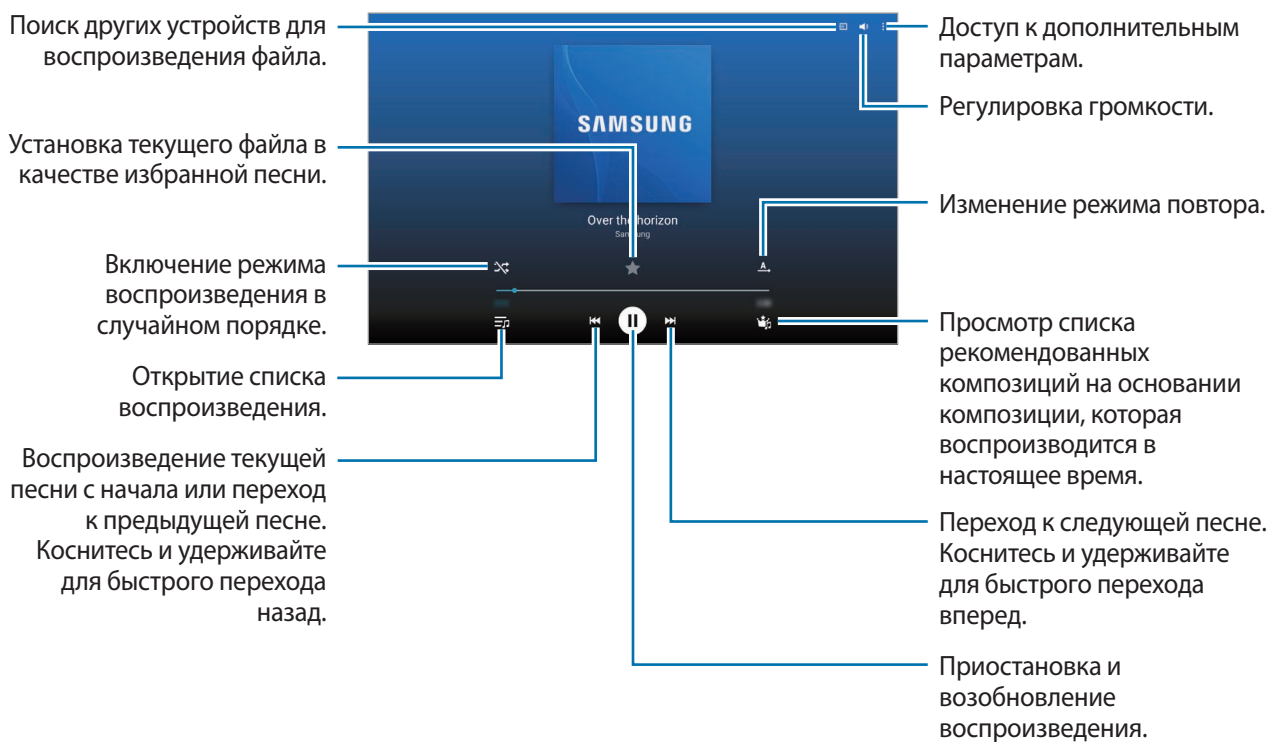 Поиск других устройств для
воспроизведения файла.
Установка текущего файла в
качестве избранной песни.
Включение режима
воспроизведения в
случайном порядке.
Открытие списка
воспроизведения.
Воспроизведение текущей
песни с начала или переход
к предыдущей песне.
Коснитесь и удерживайте
для быстрого перехода
назад.
SAMSUNG
Over the horizon
Samsung
A
Доступ к дополнительным
параметрам.
Регулировка громкости.
Изменение режима повтора.
Просмотр списка
рекомендованных
композиций на основании
композиции, которая
воспроизводится в
настоящее время.
Переход к следующей песне.
Коснитесь и удерживайте
для быстрого перехода
вперед.
Приостановка и
возобновление
воспроизведения.